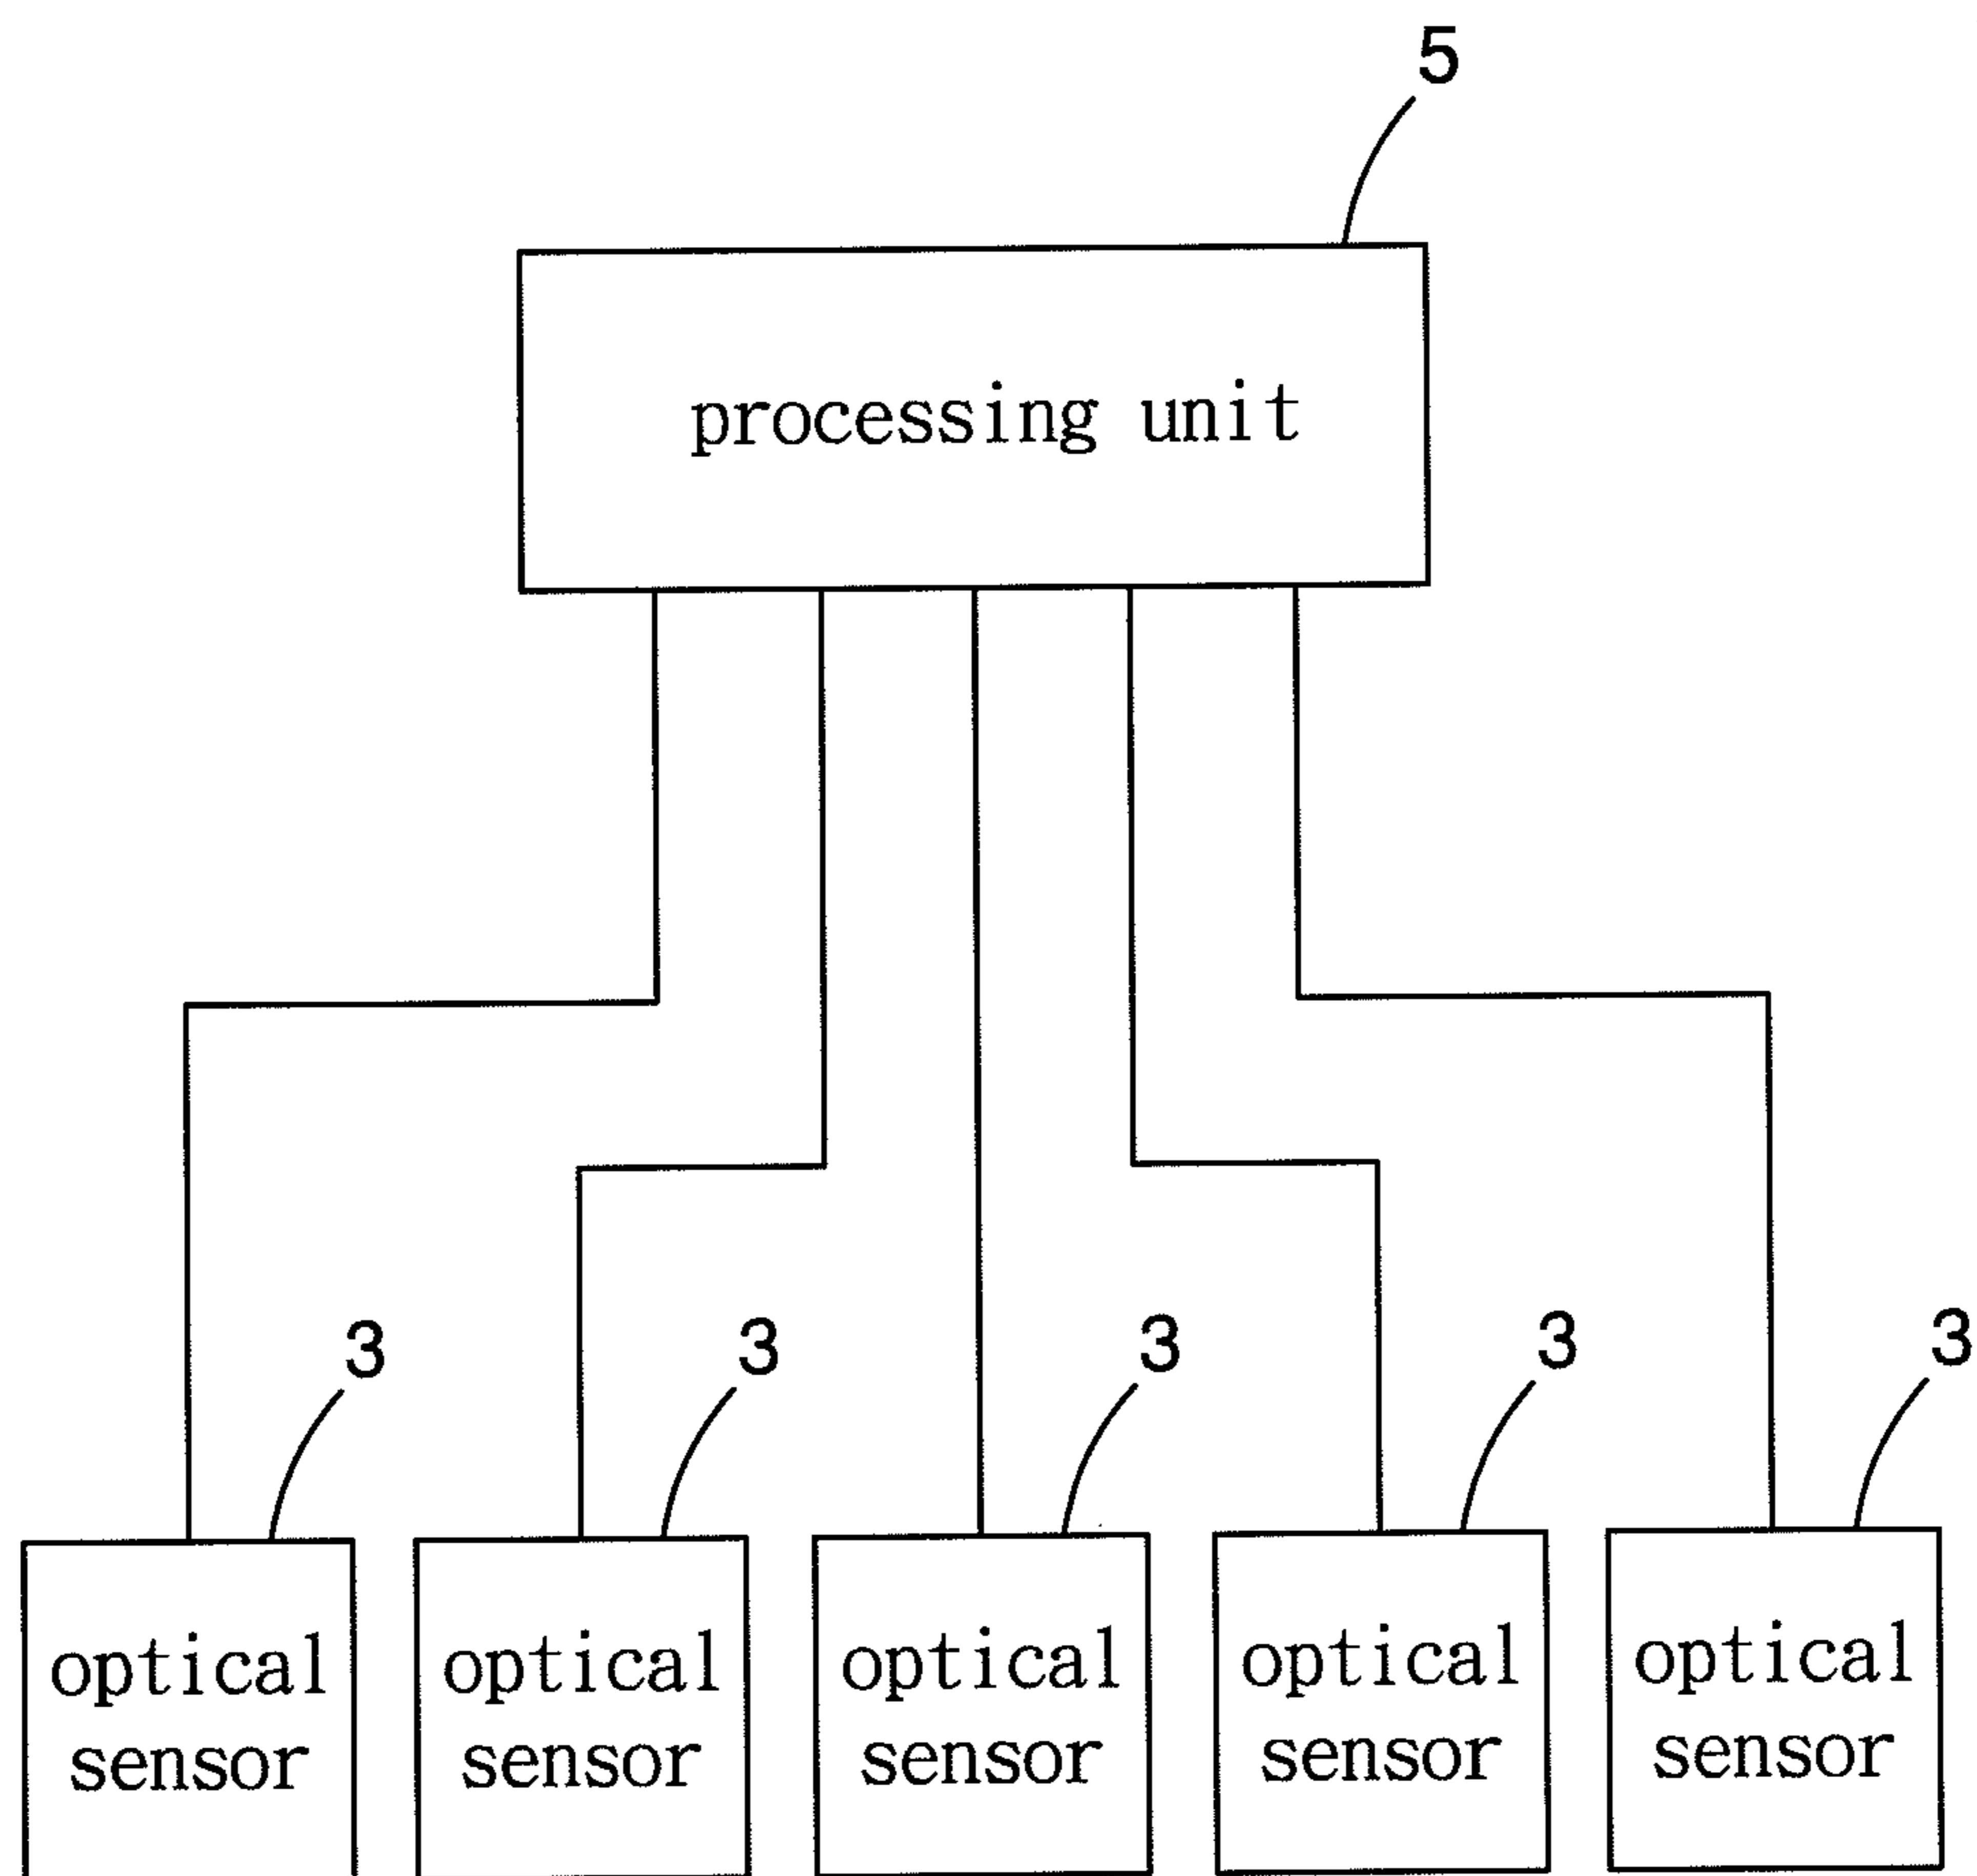 5
processing unit
3
3
3
3
3
optical
sensor
optical
sensor
optical
sensor
optical
sensor
optical
sensor